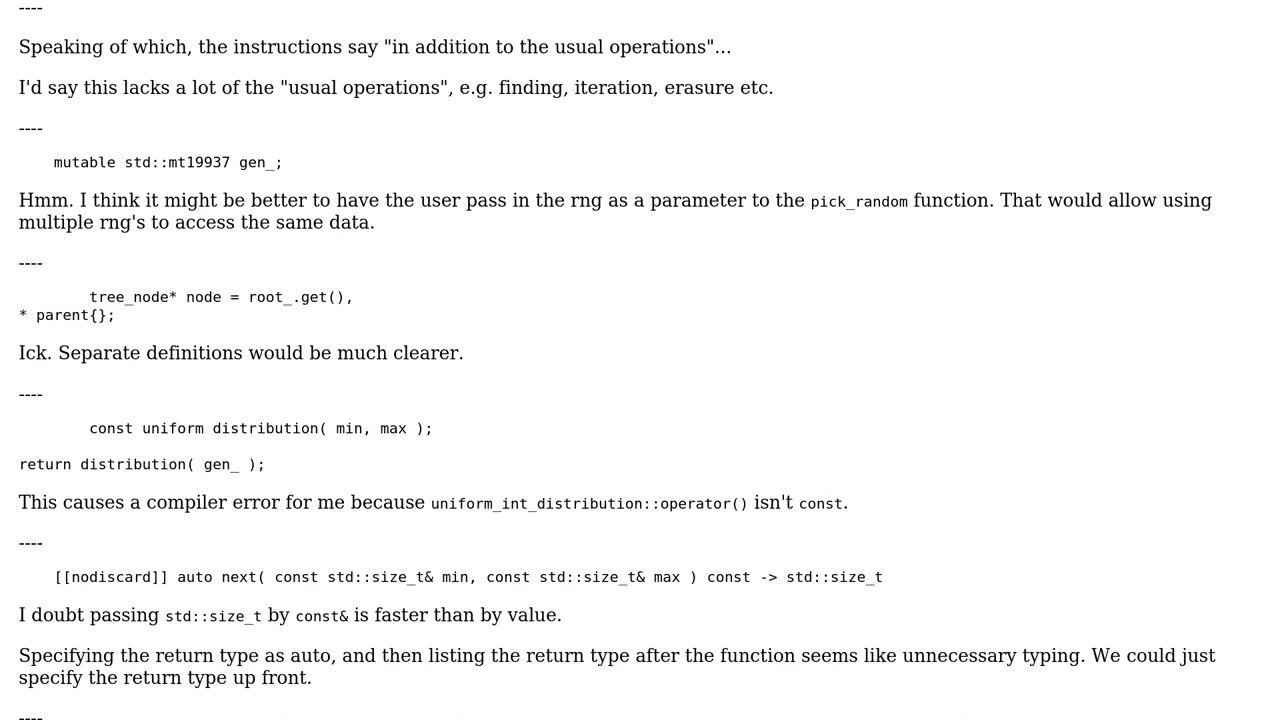 ----
Speaking of which, the instructions say "in addition to the usual operations"...
I'd say this lacks a lot of the "usual operations", e.g. finding, iteration, erasure etc.
----
    mutable std::mt19937 gen_;
Hmm. I think it might be better to have the user pass in the rng as a parameter to the pick_random function. That would allow using
multiple rng's to access the same data.
----
        tree_node* node = root_.get(),
* parent{};
Ick. Separate definitions would be much clearer.
----
        const uniform distribution( min, max );
return distribution( gen_ );
This causes a compiler error for me because uniform_int_distribution::operator() isn't const.
----
    [[nodiscard]] auto next( const std::size_t& min, const std::size_t& max ) const -> std::size_t
I doubt passing std::size_t by const& is faster than by value.
Specifying the return type as auto, and then listing the return type after the function seems like unnecessary typing. We could just
specify the return type up front.
----